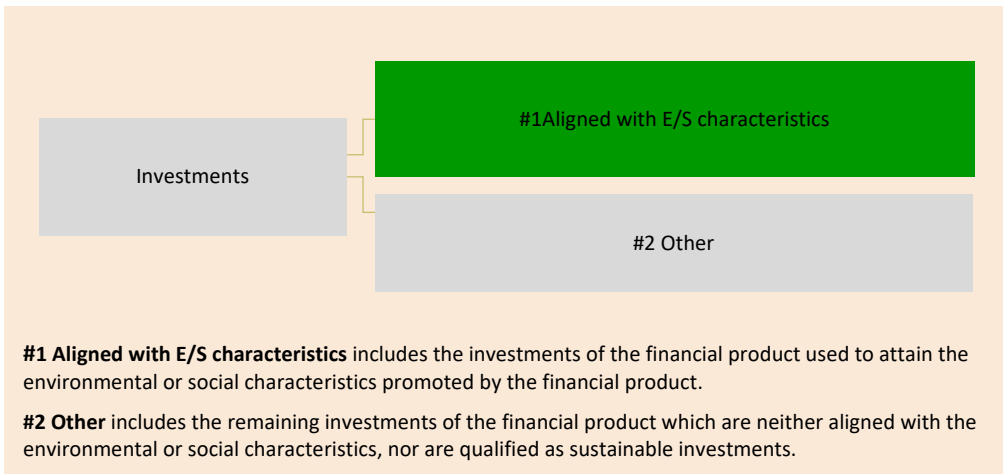 #1Aligned with E/S characteristics
Investments
#2 Other
#1 Aligned with E/S characteristics includes the investments of the financial product used to attain the
environmental or social characteristics promoted by the financial product.
#2 Other includes the remaining investments of the financial product which are neither aligned with the
environmental or social characteristics, nor are qualified as sustainable investments.